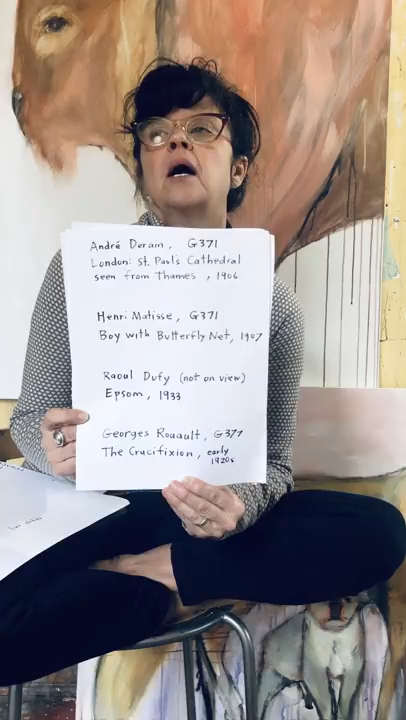 André Derain, G371
London: St. Paul's Cathedral
seen from Thames, 1906
Henri Matisse, G371
Boy with Butterfly Net, 1907
Raoul Dufy (not on view)
Epsom, 1933
Georges Rouault, G371
The Crucifixion, early
1920s